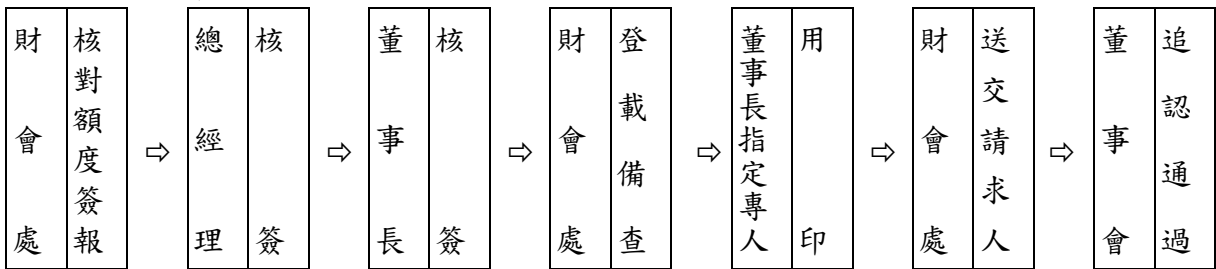 財會處
核對額度簽報
⇨
總經理
核簽
⇨
董事長
核簽
⇨
財會處
登載備查
⇨
董事長指定專人
用印
⇨
財會處
送交請求人
⇨
董事會
追認通過